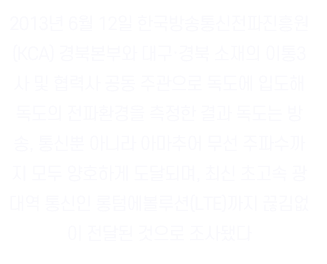 2013년 6월 12일 한국방송통신전파진흥원
(KCA) 경북본부와 대구·경북 소재의 이통3
사 및 협력사 공동 주관으로 독도에 입도해
독도의 전파환경을 측정한 결과 독도는 방
송, 통신뿐 아니라 아마추어 무선 주파수까
지 모두 양호하게 도달되며, 최신 초고속 광
대역 통신인 롱텀에볼루션(LTE)까지 끊김없
이 전달된 것으로 조사됐다